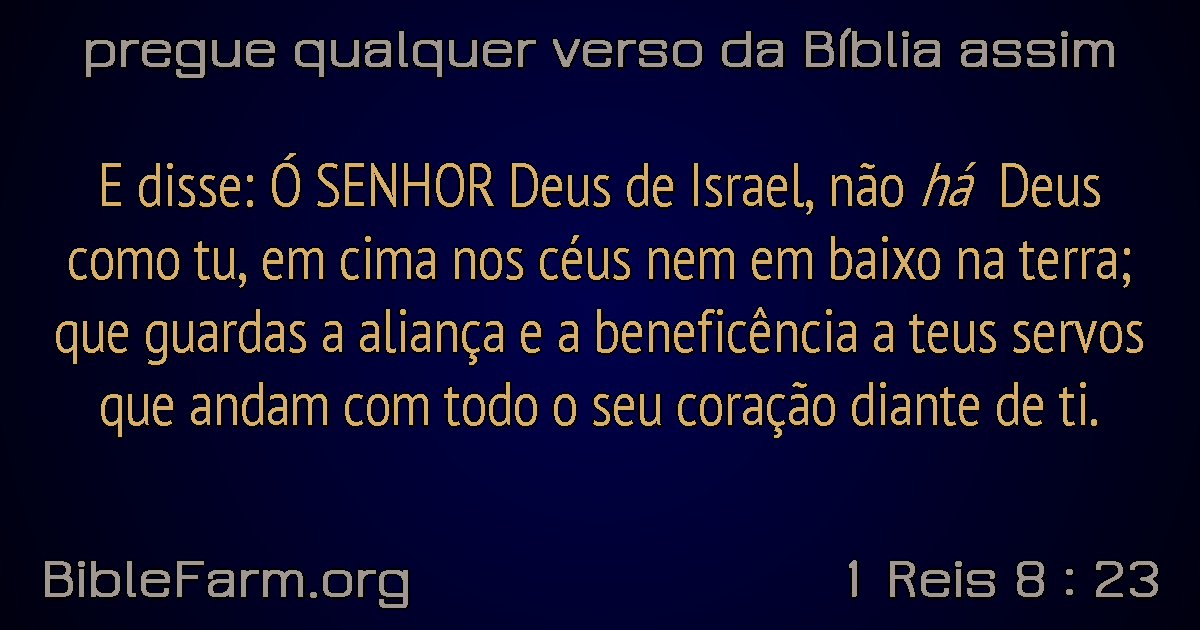 pregue qualquer verso da Bíblia assim
E disse: Ó SENHOR Deus de Israel, não há Deus
como tu, em cima nos céus nem em baixo na terra;
que guardas a aliança e a beneficência a teus servos
que andam com todo o seu coração diante de ti.
BibleFarm.org
1 Reis 8 : 23